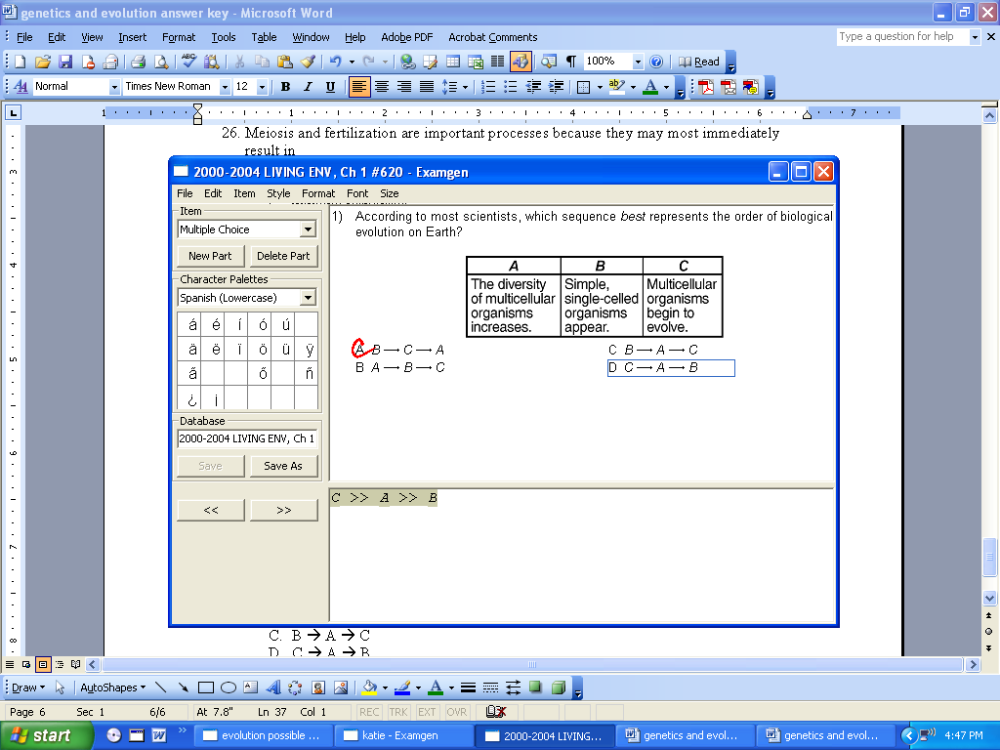 genetics and evolution answer key - Microsoft Word
File Edit View Insert Format Tools Table Window Help Adobe PDF Acrobat Comments
Type a question for help
100%
Read
Normal
Times New Roman
12
B I U
26. Meiosis and fertilization are important processes because they may most immediately
result in
2000-2004 LIVING ENV, Ch 1 #620 - Examgen
File Edit Item Style Format Font Size
Item
Multiple Choice
New Part Delete Part
Character Palettes
Spanish (Lowercase)
á é í ó ú
ä ë ï ö ü ÿ
ã õ ñ
¿ ¡
Database
2000-2004 LIVING ENV, Ch 1
Save Save As
<< >>
1) According to most scientists, which sequence best represents the order of biological
evolution on Earth?
A B C
The diversity of multicellular organisms increases.
Simple, single-celled organisms appear.
Multicellular organisms begin to evolve.
A B → C → A
B A → B → C
C B → A → C
D C → A → B
C >> A >> B
C. B → A → C
D. C → A → B
Draw AutoShapes
Page 6 Sec 1 6/6 At 7.8" Ln 37 Col 1 REC TRK EXT OVR
start
evolution possible ...
katie - Examgen
2000-2004 LIVING...
genetics and evol...
genetics and evol...
4:47 PM